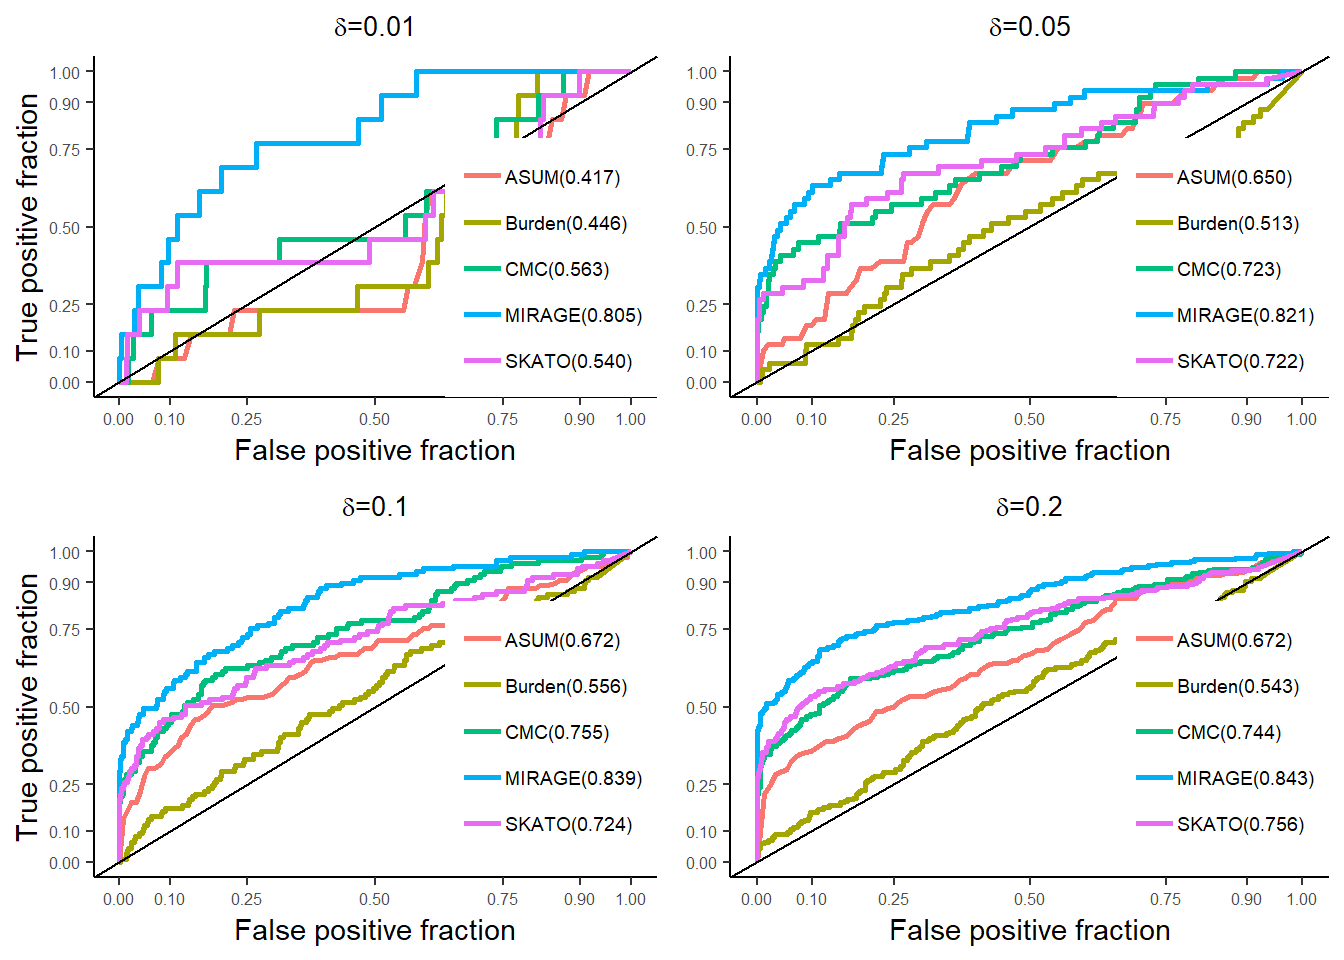 δ=0.01
1.00
0.90
0.75
0.50
0.25
0.10
0.00
True positive fraction
ASUM(0.417)
Burden(0.446)
CMC(0.563)
MIRAGE(0.805)
SKATO(0.540)
0.00 0.10 0.25 0.50 0.75 0.90 1.00
False positive fraction
δ=0.05
1.00
0.90
0.75
0.50
0.25
0.10
0.00
ASUM(0.650)
Burden(0.513)
CMC(0.723)
MIRAGE(0.821)
SKATO(0.722)
0.00 0.10 0.25 0.50 0.75 0.90 1.00
False positive fraction
δ=0.1
1.00
0.90
0.75
0.50
0.25
0.10
0.00
True positive fraction
ASUM(0.672)
Burden(0.556)
CMC(0.755)
MIRAGE(0.839)
SKATO(0.724)
0.00 0.10 0.25 0.50 0.75 0.90 1.00
False positive fraction
δ=0.2
1.00
0.90
0.75
0.50
0.25
0.10
0.00
ASUM(0.672)
Burden(0.543)
CMC(0.744)
MIRAGE(0.843)
SKATO(0.756)
0.00 0.10 0.25 0.50 0.75 0.90 1.00
False positive fraction